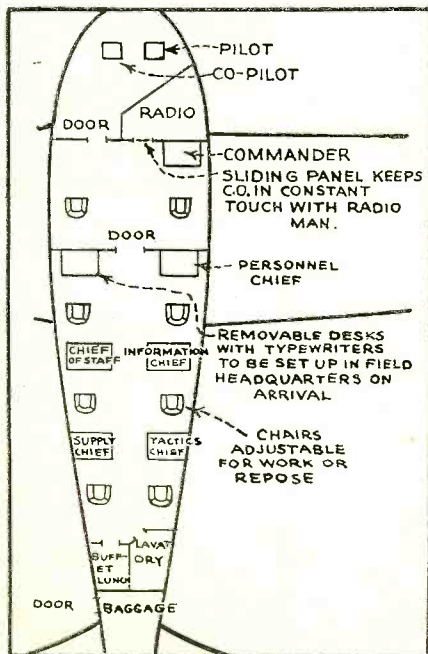 PILOT
CO-PILOT
RADIO
DOOR
COMMANDER
SLIDING PANEL KEEPS
C.O. IN CONSTANT
TOUCH WITH RADIO
MAN.
DOOR
PERSONNEL
CHIEF
REMOVABLE DESKS
WITH TYPEWRITERS
TO BE SET UP IN FIELD
HEADQUARTERS ON
ARRIVAL
CHIEF
OF STAFF
INFORMATION
CHIEF
CHAIRS
ADJUSTABLE
FOR WORK OR
REPOSE
SUPPLY
CHIEF
TACTICS
CHIEF
BUFF
ET
LUNCH
LAVAT
ORY
DOOR
BAGGAGE